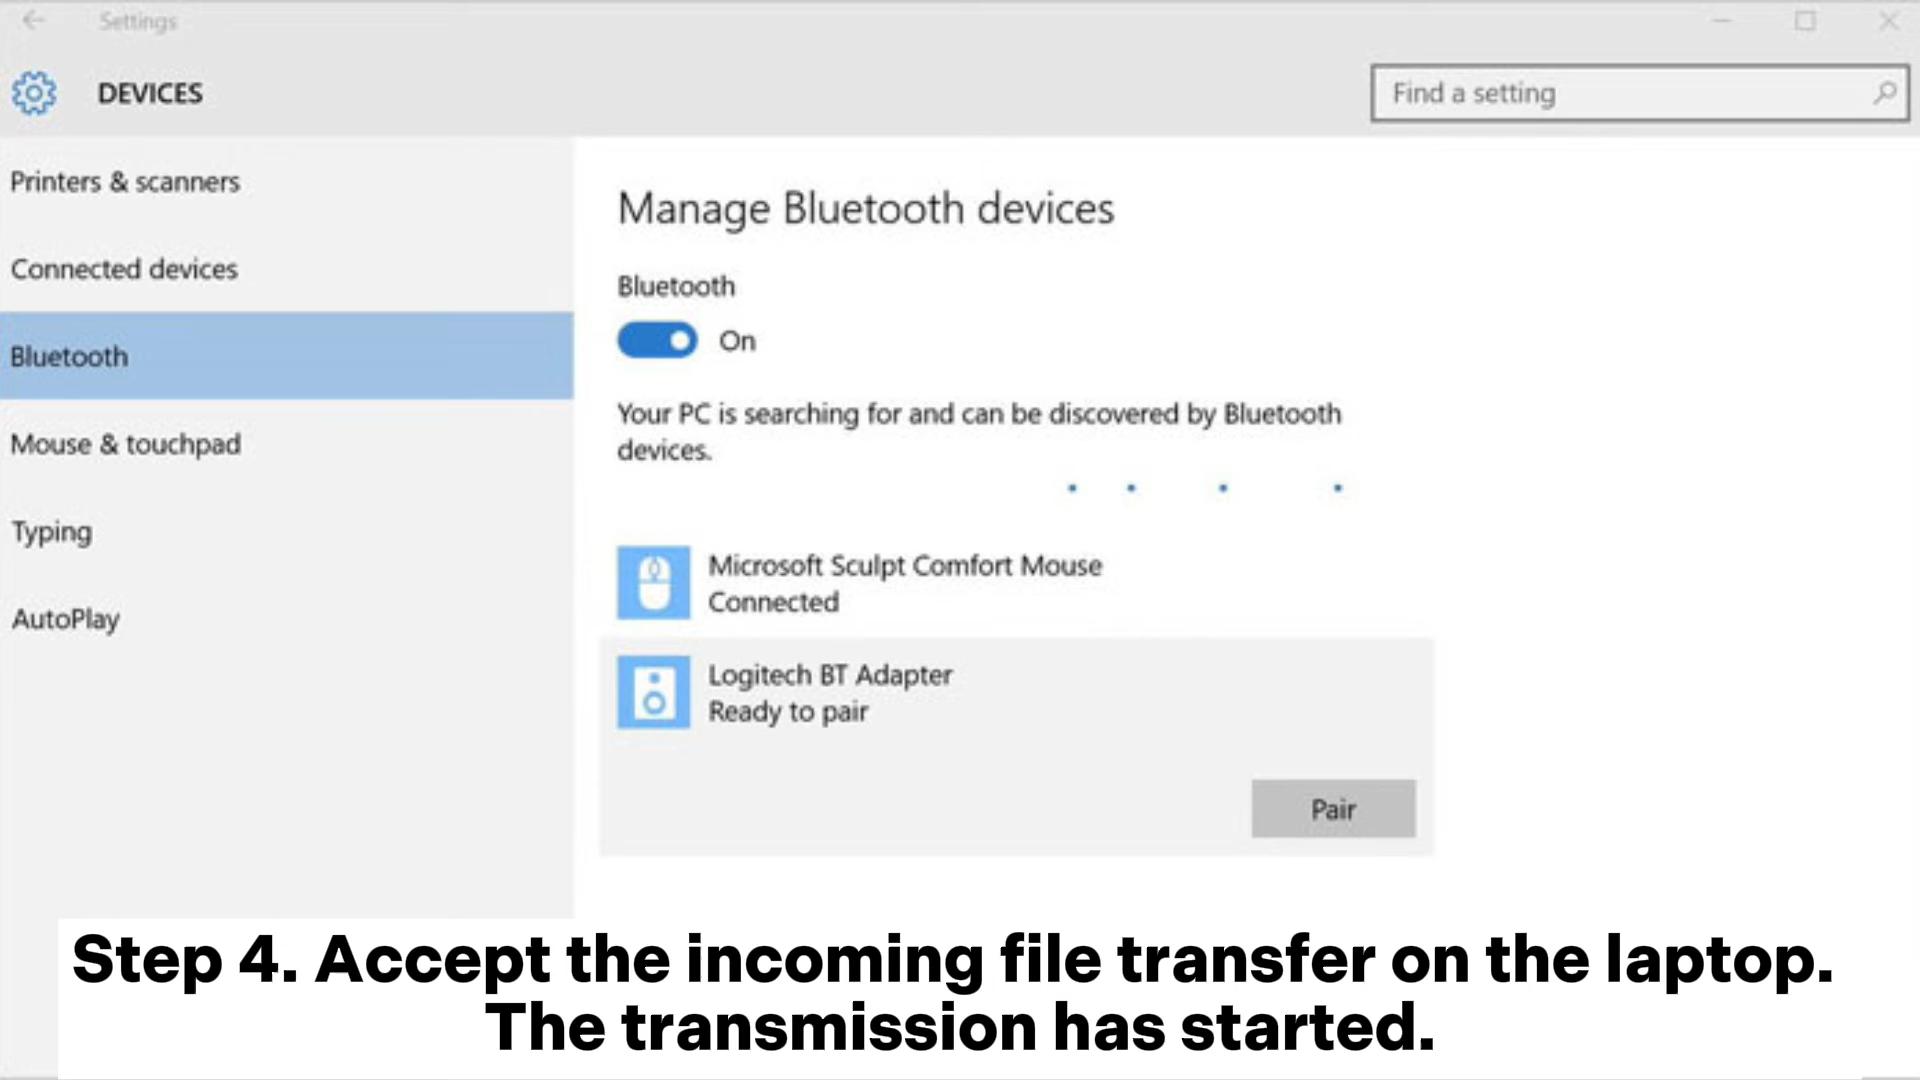 Settings
DEVICES
Find a setting
Printers & scanners
Connected devices
Bluetooth
Mouse & touchpad
Typing
AutoPlay
Manage Bluetooth devices
Bluetooth
On
Your PC is searching for and can be discovered by Bluetooth
devices.
Microsoft Sculpt Comfort Mouse
Connected
Logitech BT Adapter
Ready to pair
Pair
Step 4. Accept the incoming file transfer on the laptop.
The transmission has started.